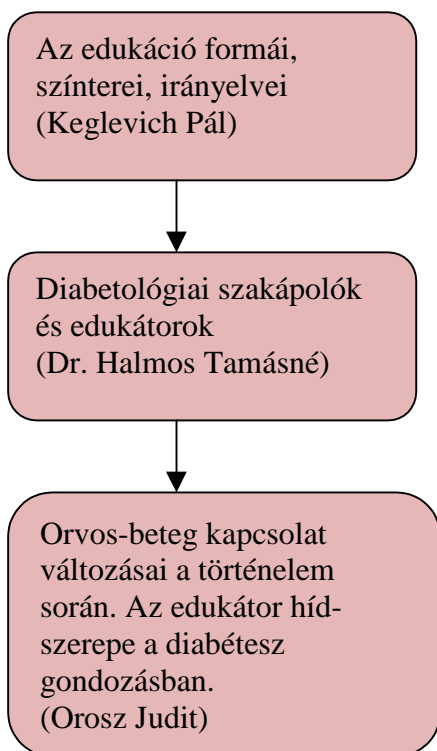 Az edukáció formái,
színterei, irányelvei
(Keglevich Pál)
Diabetológiai szakápolók
és edukátorok
(Dr. Halmos Tamásné)
Orvos-beteg kapcsolat
változásai a történelem
során. Az edukátor híd-
szerepe a diabétesz
gondozásban.
(Orosz Judit)